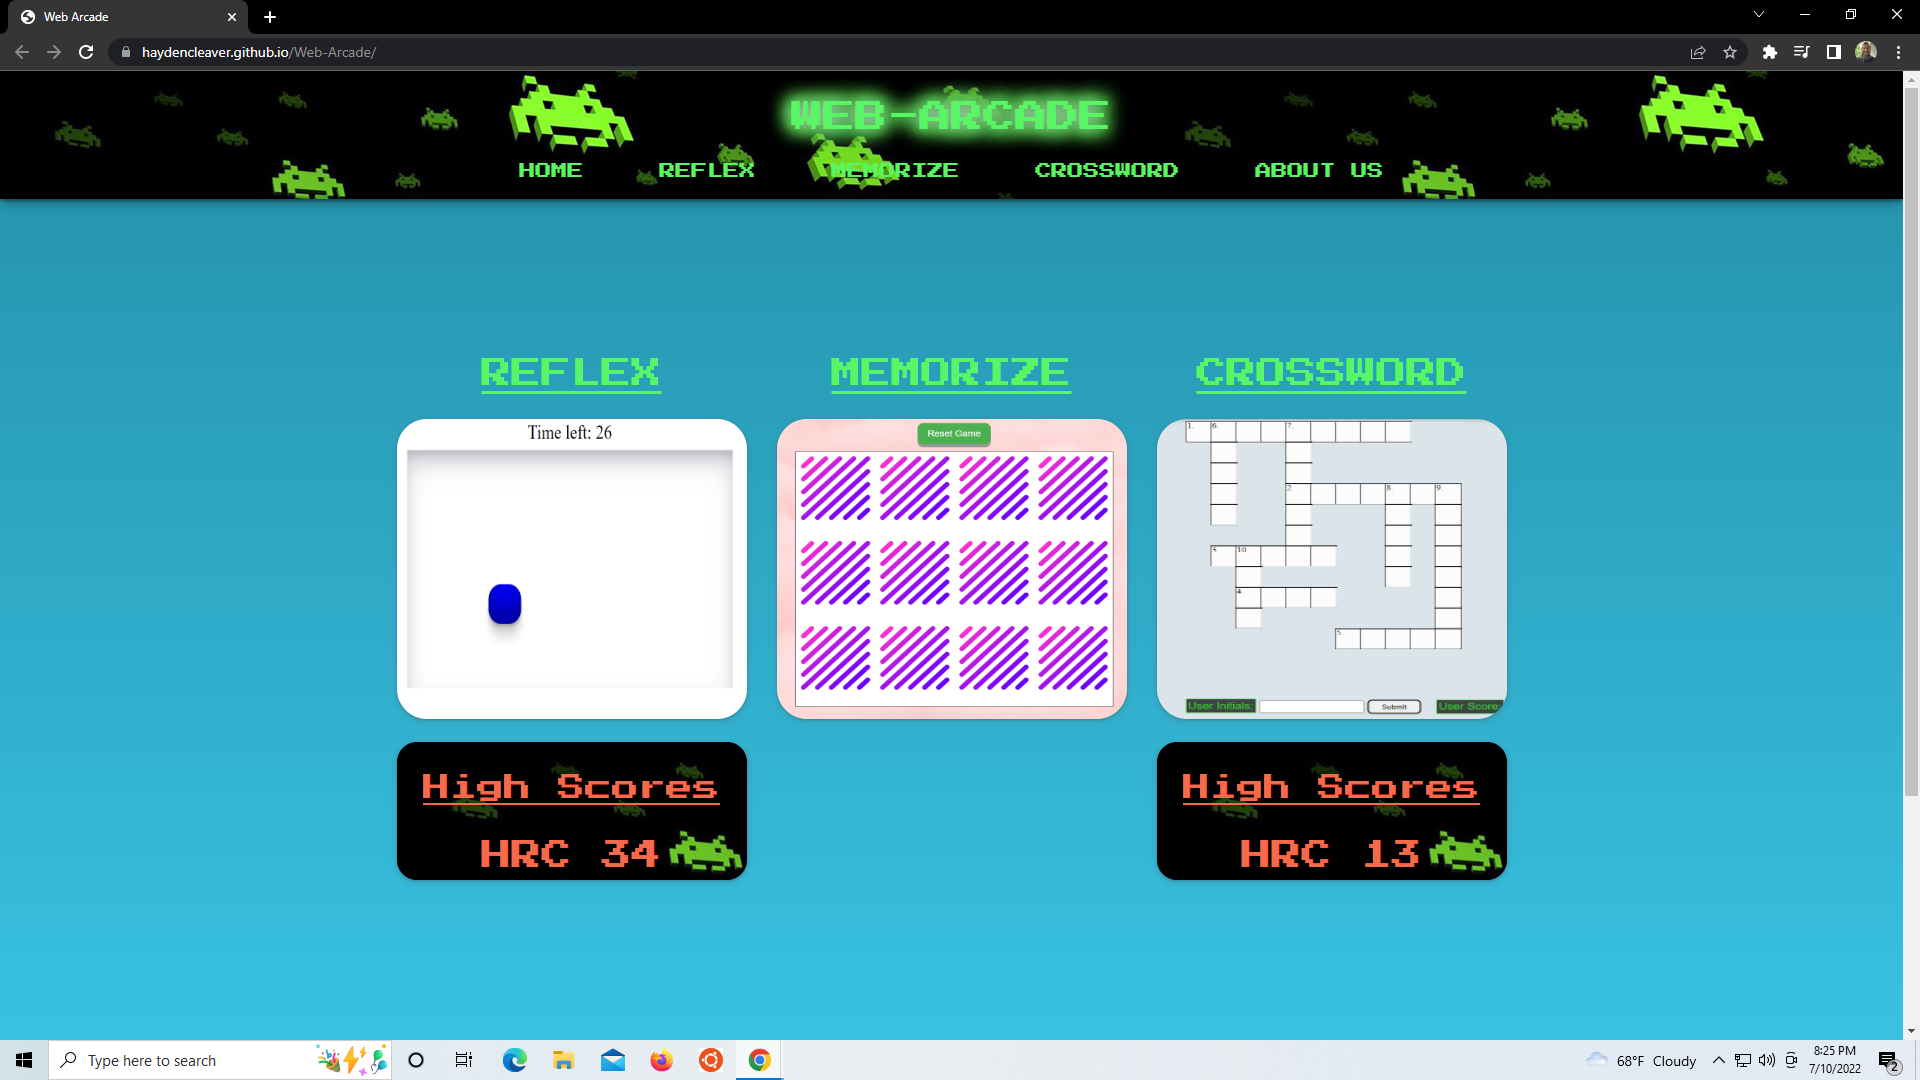 Web Arcade
haydencleaver.github.io/Web-Arcade/
WEB-ARCADE
HOME REFLEX MEMORIZE CROSSWORD ABOUT US
REFLEX MEMORIZE CROSSWORD
Time left: 26
Reset Game
1. 6. 7.
2. 8. 9.
3 10
4
5
User Initials: Submit User Score:
High Scores
HRC 34
High Scores
HRC 13
Type here to search
68°F Cloudy
8:25 PM
7/10/2022
2